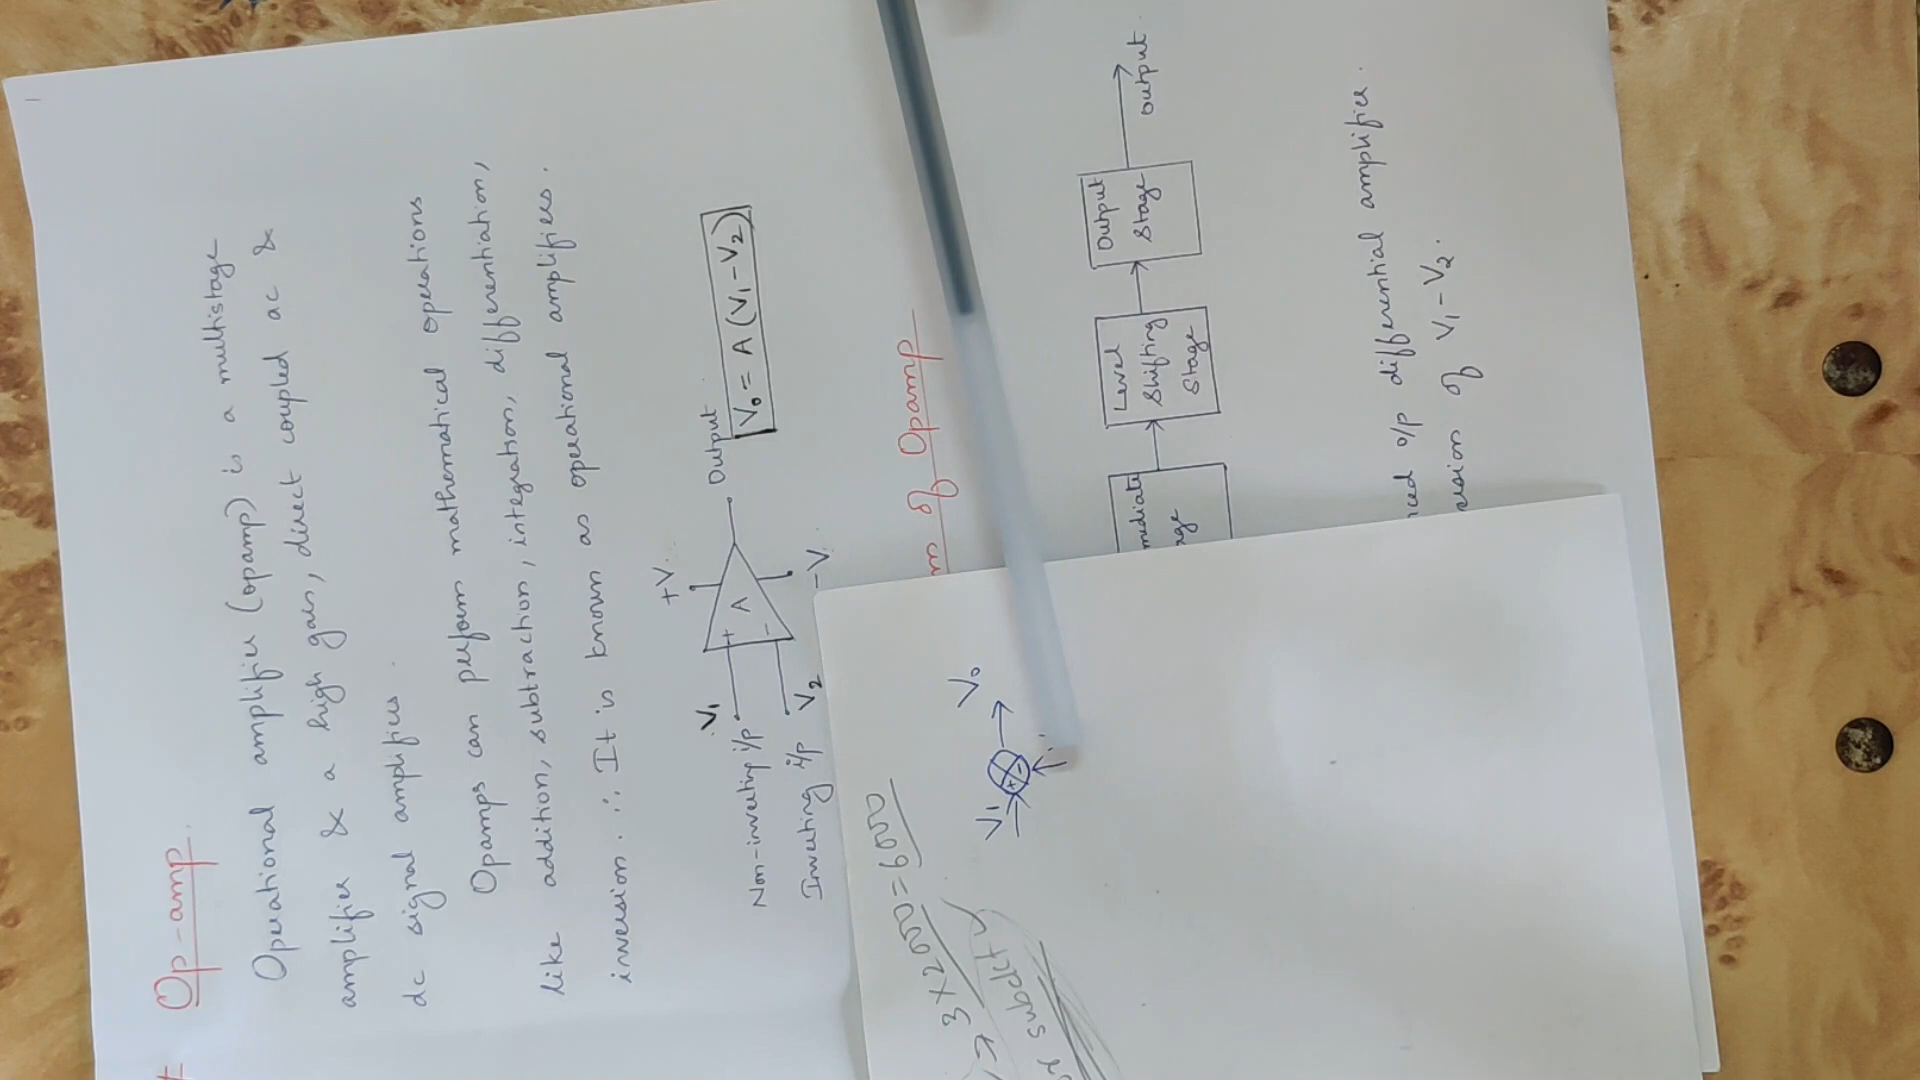 Op-amp.
Operational amplifier (opamp) is a multistage
amplifier & a high gain, direct coupled ac &
dc signal amplifier.
Opamps can perform mathematical operations
like addition, subtraction, integration, differentiation,
inversion. ∴ It is known as operational amplifiers.
+V
V1
Non-inverting i/p
+
A
Output
V0 = A (V1 - V2)
-
Inverting i/p
V2
-V
of Opamp
Level
Shifting
Stage
Output
Stage
output
o/p differential amplifier.
of V1 - V2.
3 x 2000 = 6000
V1
+
-
V0